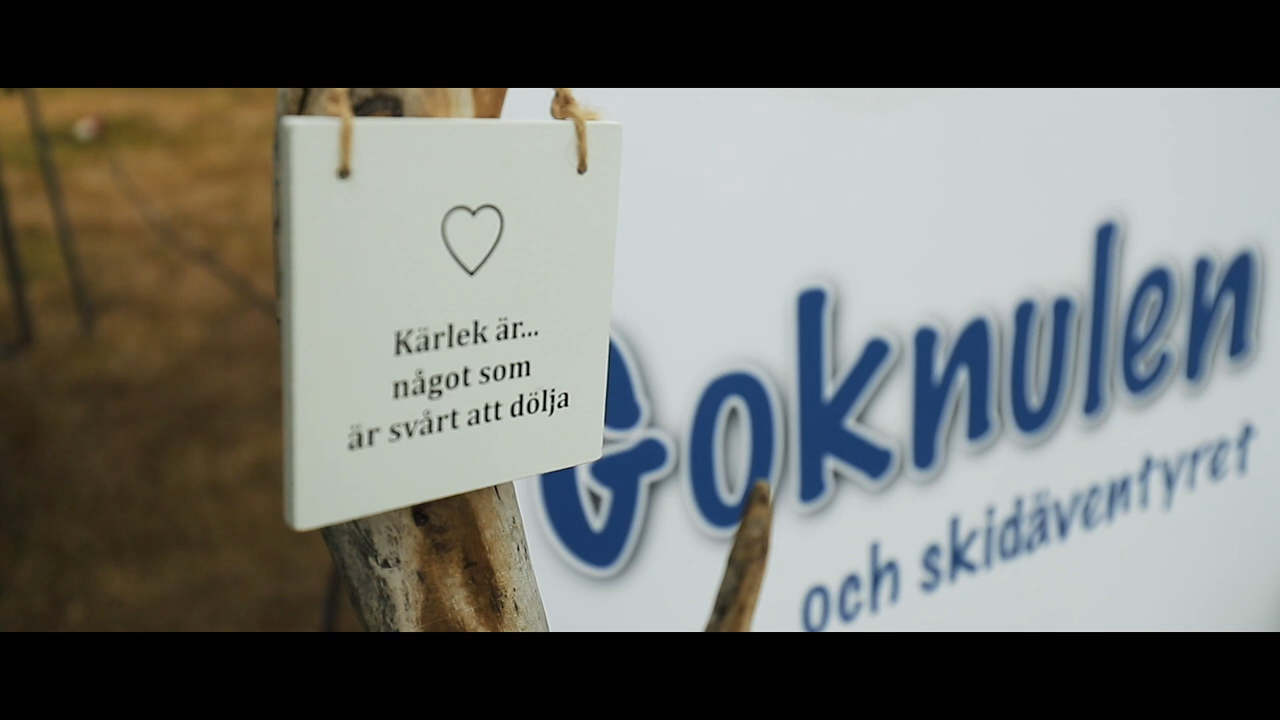 Kärlek är...
något som
är svårt att dölja
Goknulen
och skidäventyret